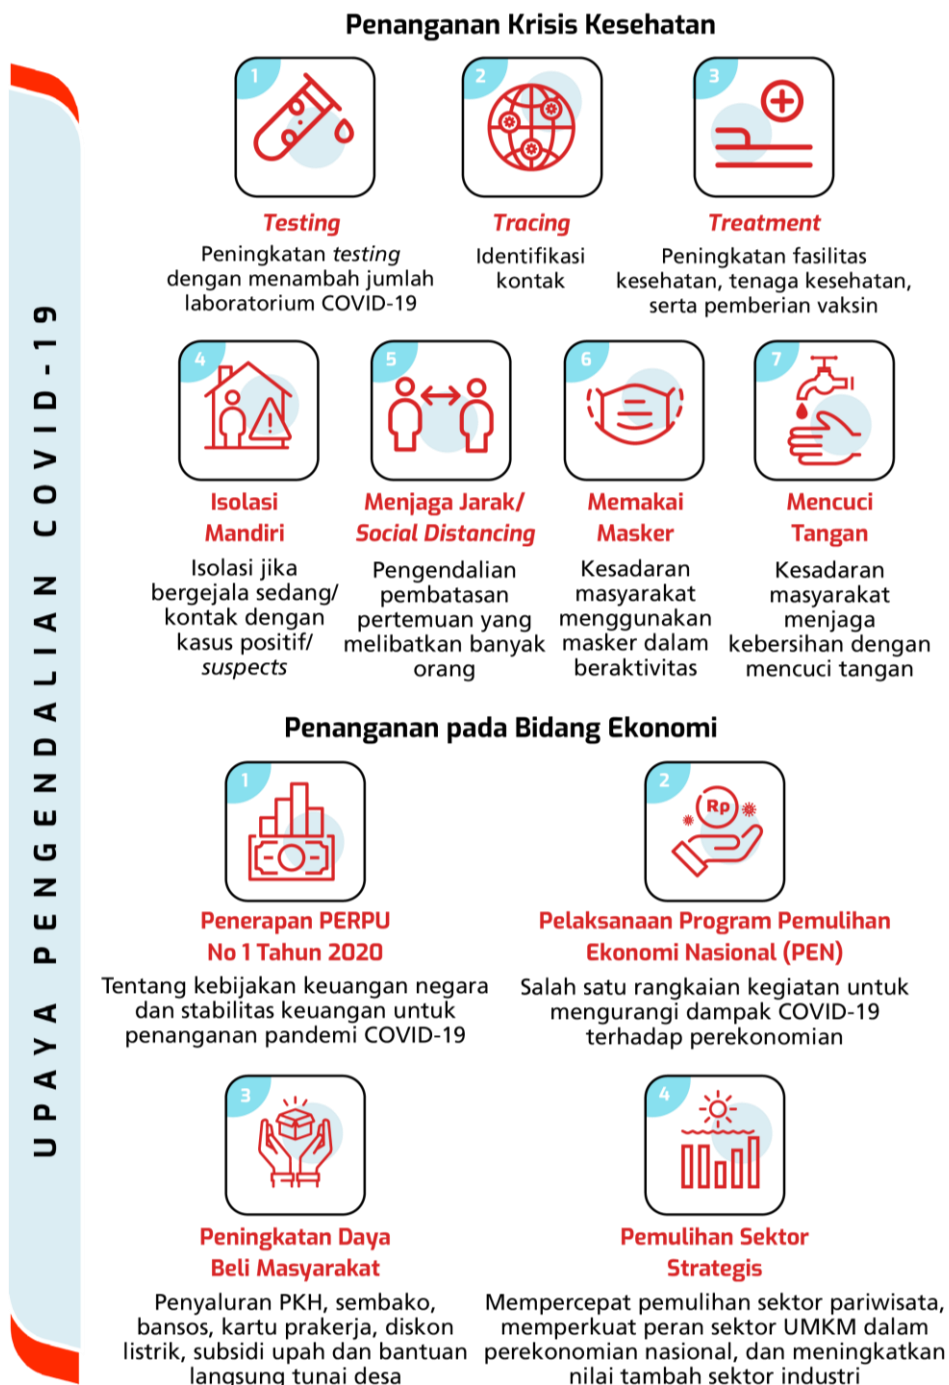 UPAYA PENGENDALIAN COVID-19
Penanganan Krisis Kesehatan
1
Testing
Peningkatan testing
dengan menambah jumlah
laboratorium COVID-19
2
Tracing
Identifikasi
kontak
3
Treatment
Peningkatan fasilitas
kesehatan, tenaga kesehatan,
serta pemberian vaksin
4
Isolasi
Mandiri
Isolasi jika
bergejala sedang/
kontak dengan
kasus positif/
suspects
5
Menjaga Jarak/
Social Distancing
Pengendalian
pembatasan
pertemuan yang
melibatkan banyak
orang
6
Memakai
Masker
Kesadaran
masyarakat
menggunakan
masker dalam
beraktivitas
7
Mencuci
Tangan
Kesadaran
masyarakat
menjaga
kebersihan dengan
mencuci tangan
Penanganan pada Bidang Ekonomi
1
Penerapan PERPU
No 1 Tahun 2020
Tentang kebijakan keuangan negara
dan stabilitas keuangan untuk
penanganan pandemi COVID-19
2
Rp
Pelaksanaan Program Pemulihan
Ekonomi Nasional (PEN)
Salah satu rangkaian kegiatan untuk
mengurangi dampak COVID-19
terhadap perekonomian
3
Peningkatan Daya
Beli Masyarakat
Penyaluran PKH, sembako,
bansos, kartu prakerja, diskon
listrik, subsidi upah dan bantuan
langsung tunai desa
4
Pemulihan Sektor
Strategis
Mempercepat pemulihan sektor pariwisata,
memperkuat peran sektor UMKM dalam
perekonomian nasional, dan meningkatkan
nilai tambah sektor industri